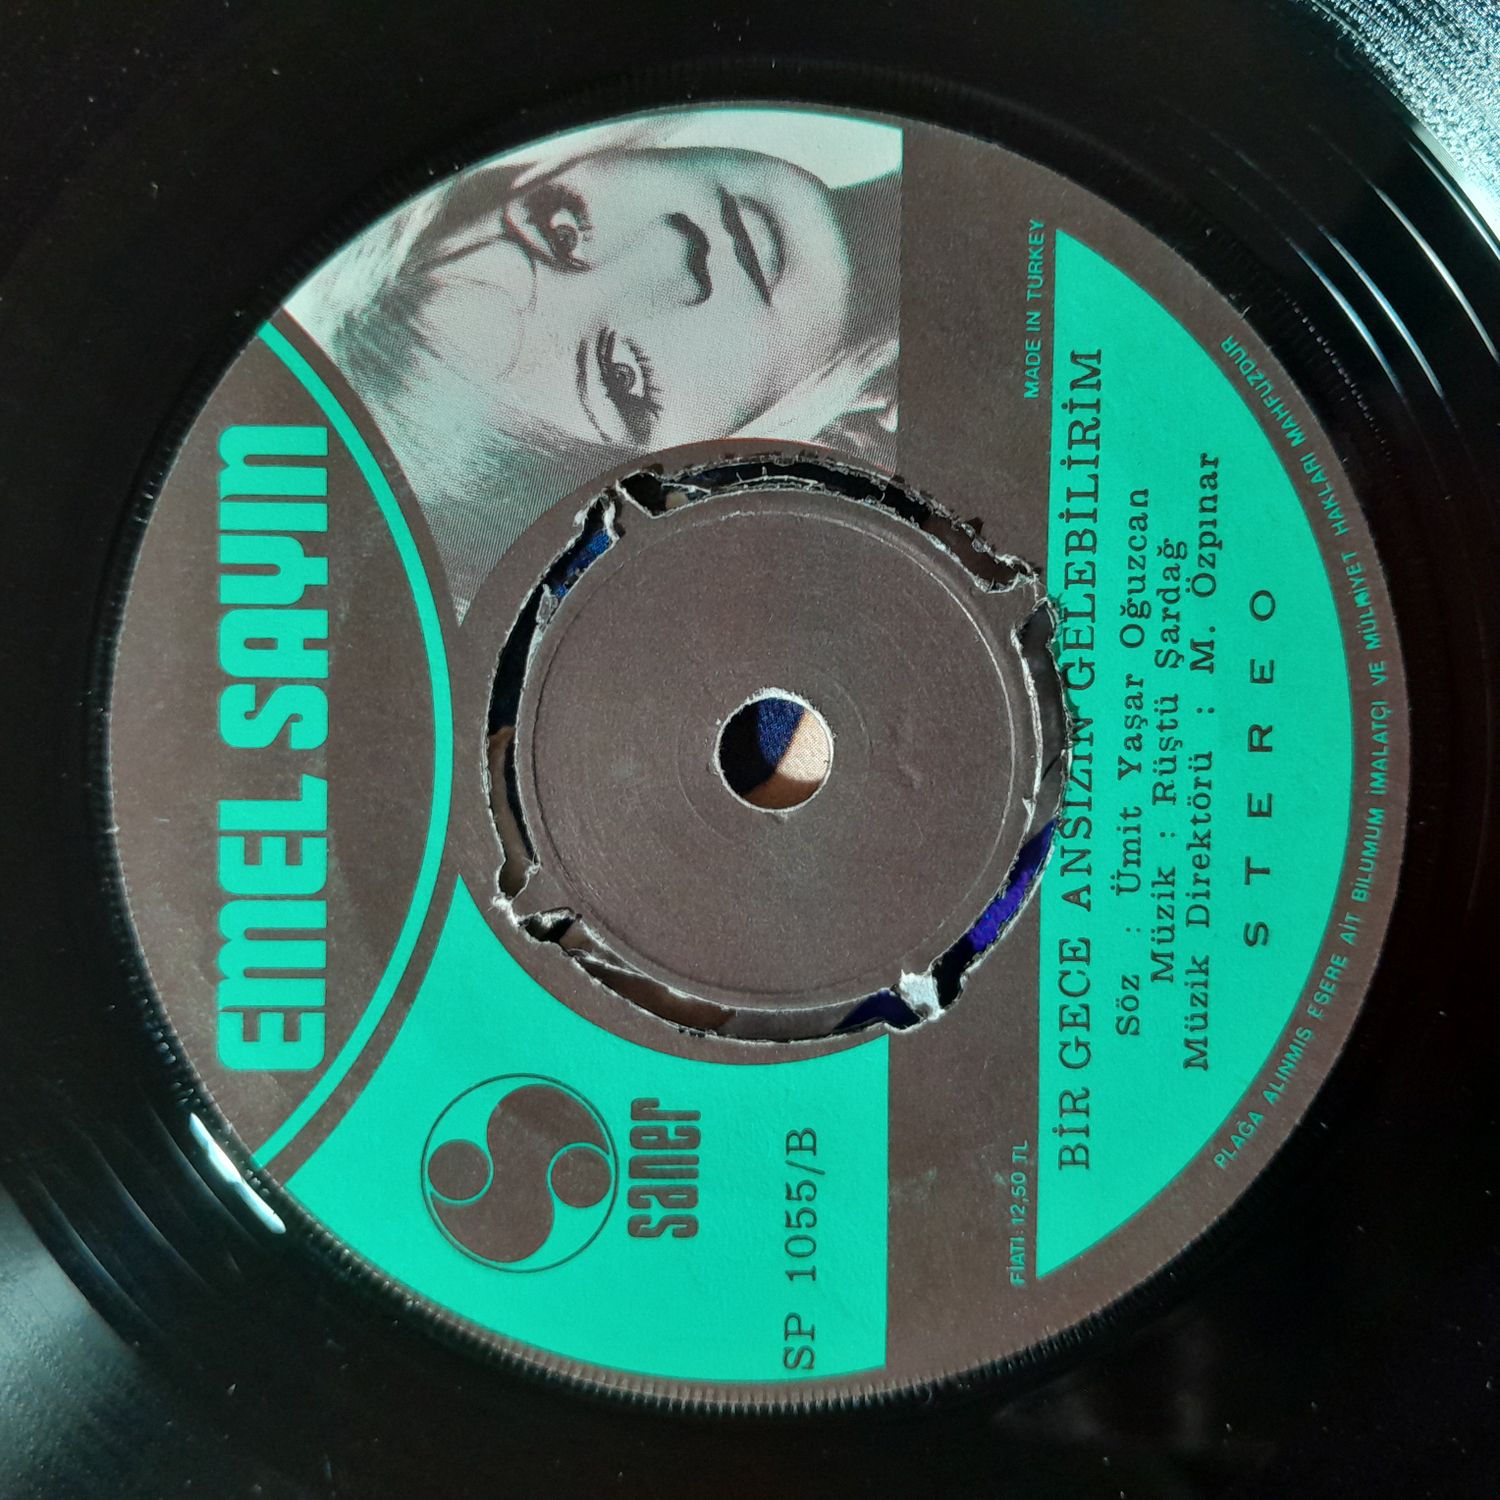 EMEL SAYIN
saner
SP 1055/B
FİATI: 12,50 TL
MADE IN TURKEY
BİR GECE ANSIZIN GELEBİLİRİM
Söz : Ümit Yaşar Oğuzcan
Müzik : Rüştü Şardağ
Müzik Direktörü : M. Özpınar
STEREO
PLAĞA ALINMIS ESERE AİT BILUMUM İMALATÇI VE MÜLKİYET HAKLARI MAHFUZDUR